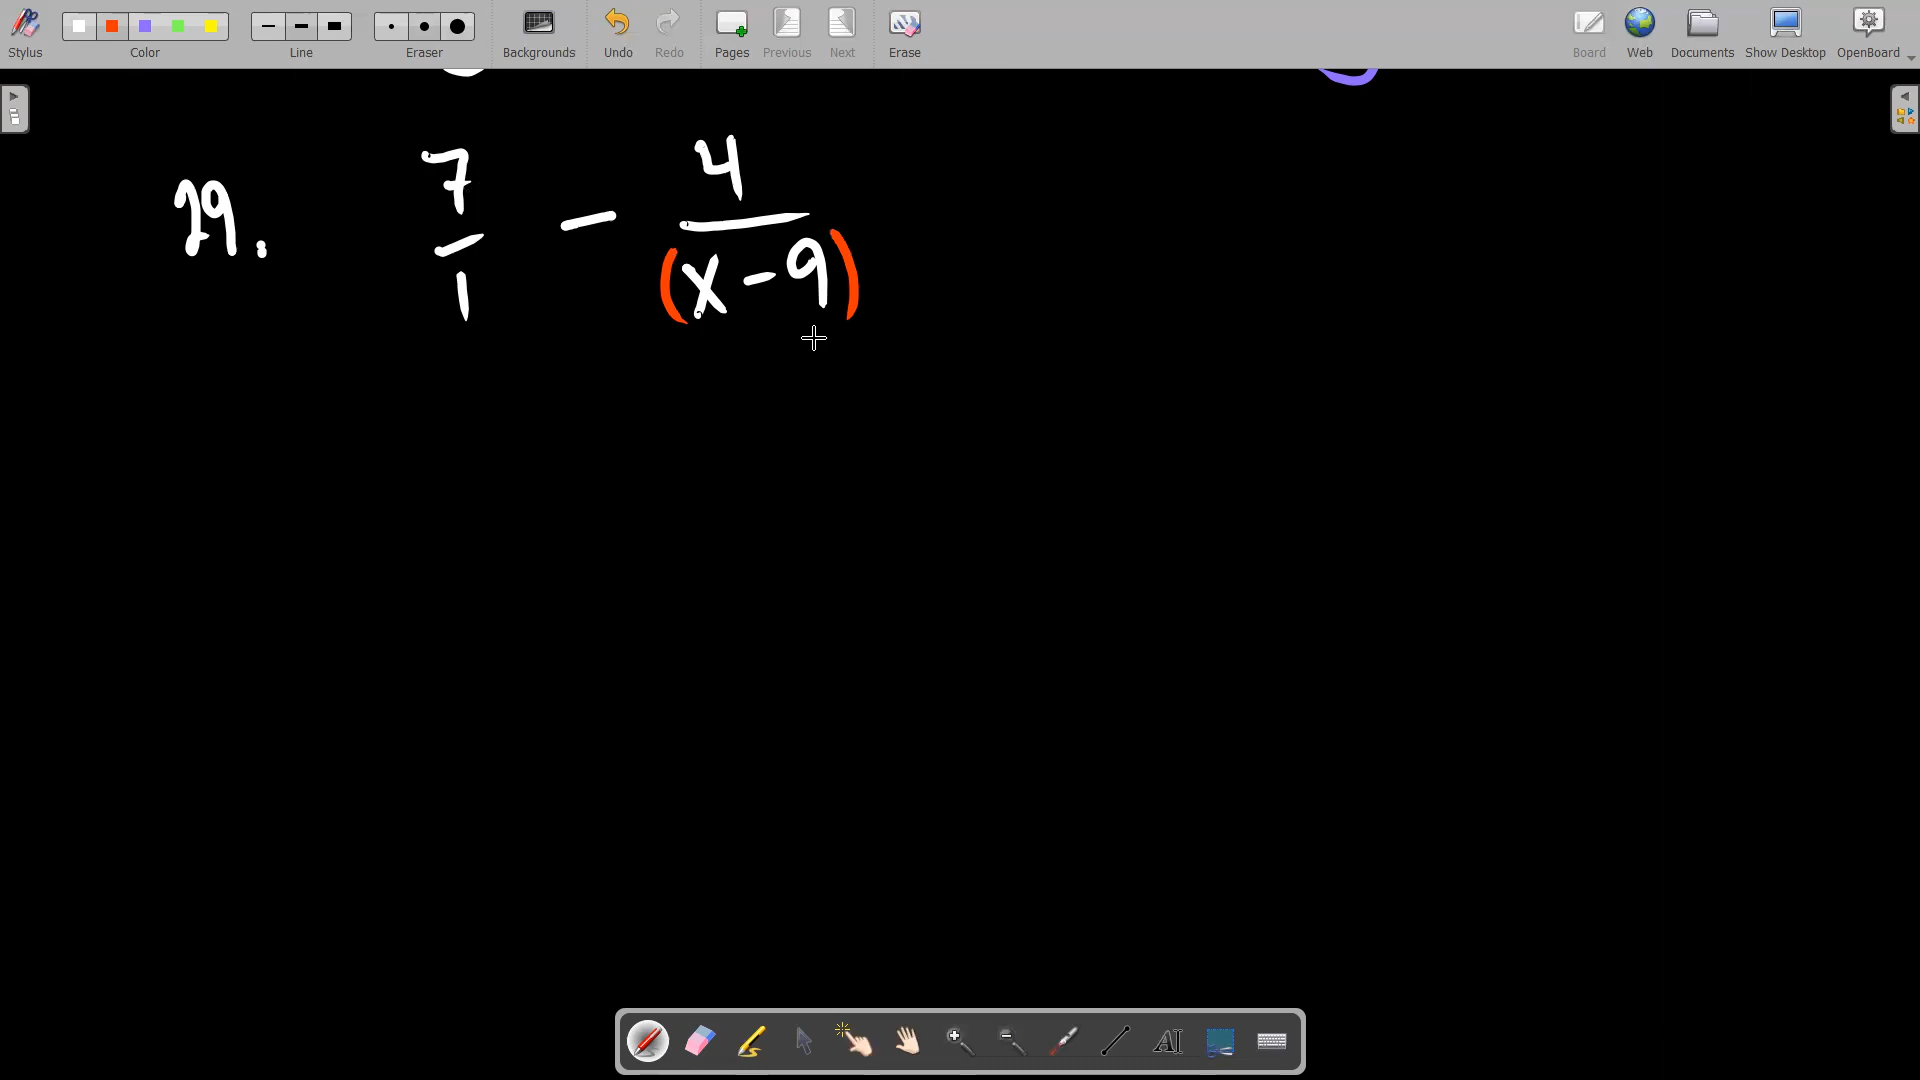 Stylus Color Line Eraser Backgrounds Undo Redo Pages Previous Next Erase Board Web Documents Show Desktop OpenBoard
29. 7/1 - 4/(x-9)
AI